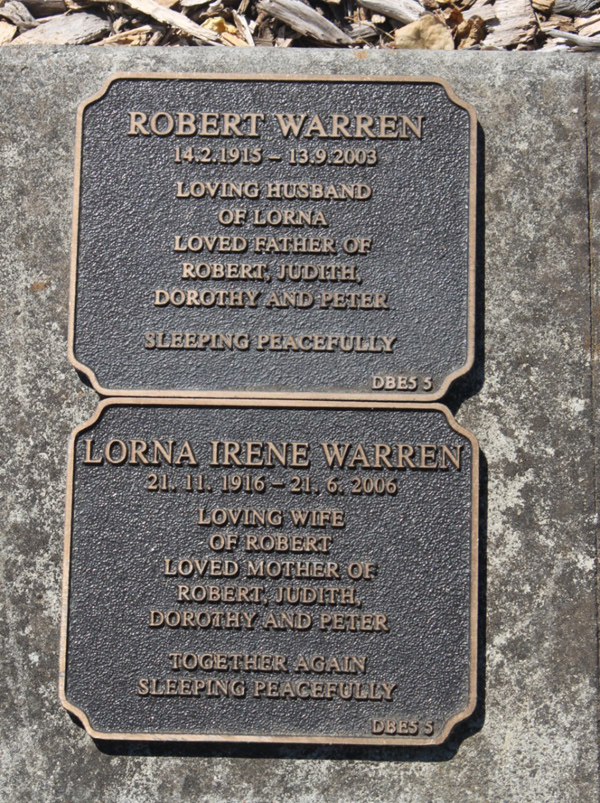 ROBERT WARREN
14.2.1915 – 13.9.2003
LOVING HUSBAND
OF LORNA
LOVED FATHER OF
ROBERT, JUDITH,
DOROTHY AND PETER
SLEEPING PEACEFULLY
DBE5 5
LORNA IRENE WARREN
21. 11. 1916 – 21. 6. 2006
LOVING WIFE
OF ROBERT
LOVED MOTHER OF
ROBERT, JUDITH,
DOROTHY AND PETER
TOGETHER AGAIN
SLEEPING PEACEFULLY
DBE5 5